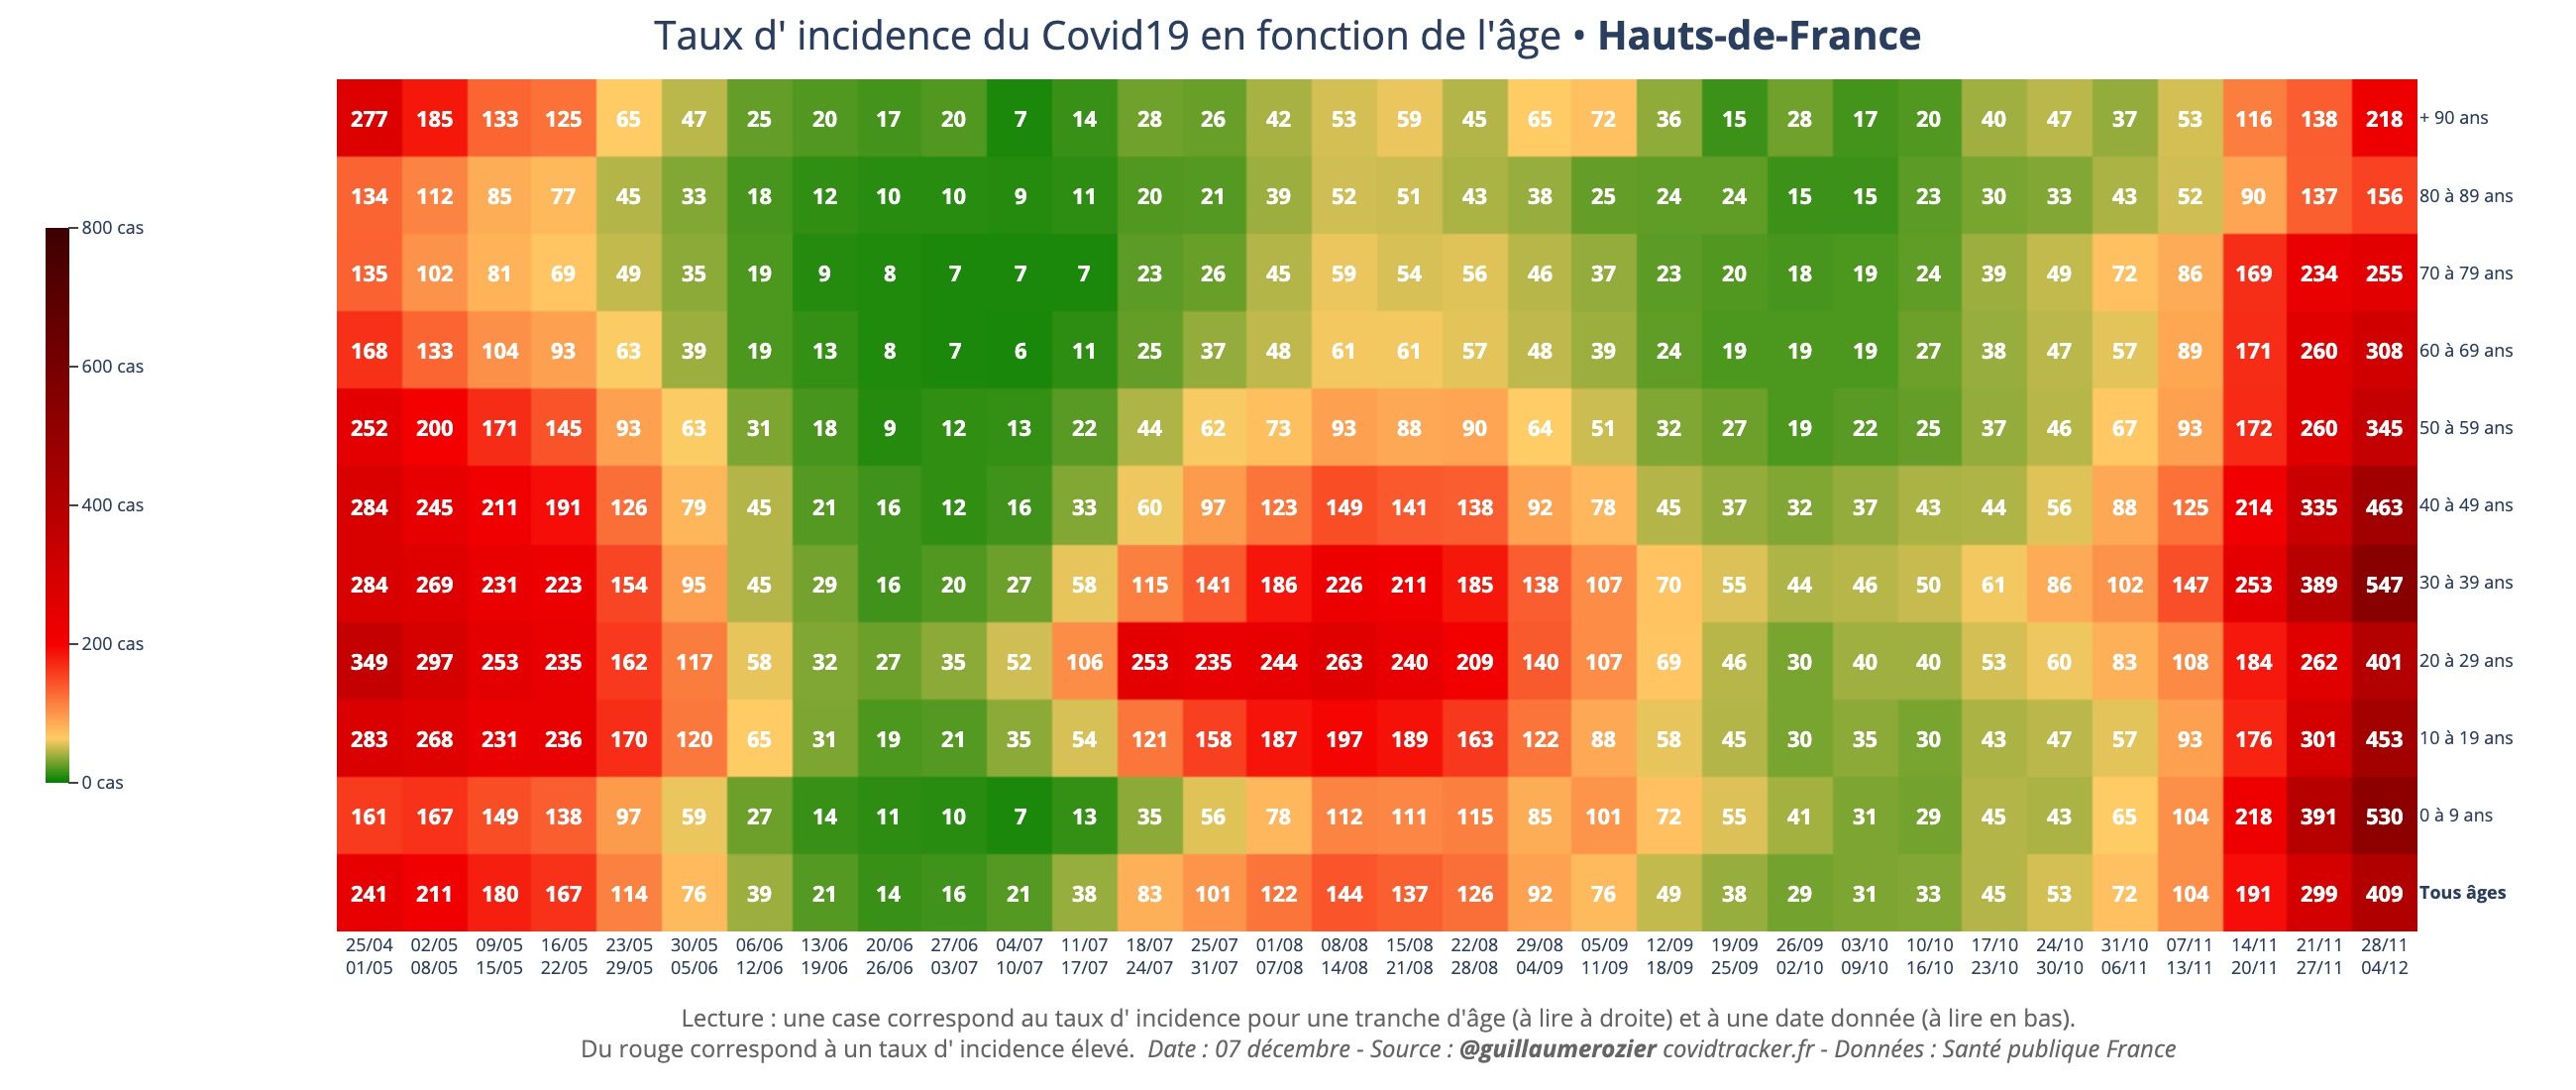 Taux d' incidence du Covid19 en fonction de l'âge • Hauts-de-France
277 185 133 125 65 47 25 20 17 20 7 14 28 26 42 53 59 45 65 72 36 15 28 17 20 40 47 37 53 116 138 218 + 90 ans
134 112 85 77 45 33 18 12 10 10 9 11 20 21 39 52 51 43 38 25 24 24 15 15 23 30 33 43 52 90 137 156 80 à 89 ans
800 cas
135 102 81 69 49 35 19 9 8 7 7 7 23 26 45 59 54 56 46 37 23 20 18 19 24 39 49 72 86 169 234 255 70 à 79 ans
168 133 104 93 63 39 19 13 8 7 6 11 25 37 48 61 61 57 48 39 24 19 19 19 27 38 47 57 89 171 260 308 60 à 69 ans
600 cas
252 200 171 145 93 63 31 18 9 12 13 22 44 62 73 93 88 90 64 51 32 27 19 22 25 37 46 67 93 172 260 345 50 à 59 ans
400 cas
284 245 211 191 126 79 45 21 16 12 16 33 60 97 123 149 141 138 92 78 45 37 32 37 43 44 56 88 125 214 335 463 40 à 49 ans
284 269 231 223 154 95 45 29 16 20 27 58 115 141 186 226 211 185 138 107 70 55 44 46 50 61 86 102 147 253 389 547 30 à 39 ans
200 cas
349 297 253 235 162 117 58 32 27 35 52 106 253 235 244 263 240 209 140 107 69 46 30 40 40 53 60 83 108 184 262 401 20 à 29 ans
283 268 231 236 170 120 65 31 19 21 35 54 121 158 187 197 189 163 122 88 58 45 30 35 30 43 47 57 93 176 301 453 10 à 19 ans
0 cas
161 167 149 138 97 59 27 14 11 10 7 13 35 56 78 112 111 115 85 101 72 55 41 31 29 45 43 65 104 218 391 530 0 à 9 ans
241 211 180 167 114 76 39 21 14 16 21 38 83 101 122 144 137 126 92 76 49 38 29 31 33 45 53 72 104 191 299 409 Tous âges
25/04 02/05 09/05 16/05 23/05 30/05 06/06 13/06 20/06 27/06 04/07 11/07 18/07 25/07 01/08 08/08 15/08 22/08 29/08 05/09 12/09 19/09 26/09 03/10 10/10 17/10 24/10 31/10 07/11 14/11 21/11 28/11
01/05 08/05 15/05 22/05 29/05 05/06 12/06 19/06 26/06 03/07 10/07 17/07 24/07 31/07 07/08 14/08 21/08 28/08 04/09 11/09 18/09 25/09 02/10 09/10 16/10 23/10 30/10 06/11 13/11 20/11 27/11 04/12
Lecture : une case correspond au taux d' incidence pour une tranche d'âge (à lire à droite) et à une date donnée (à lire en bas).
Du rouge correspond à un taux d' incidence élevé. Date : 07 décembre - Source : @guillaumerozier covidtracker.fr - Données : Santé publique France